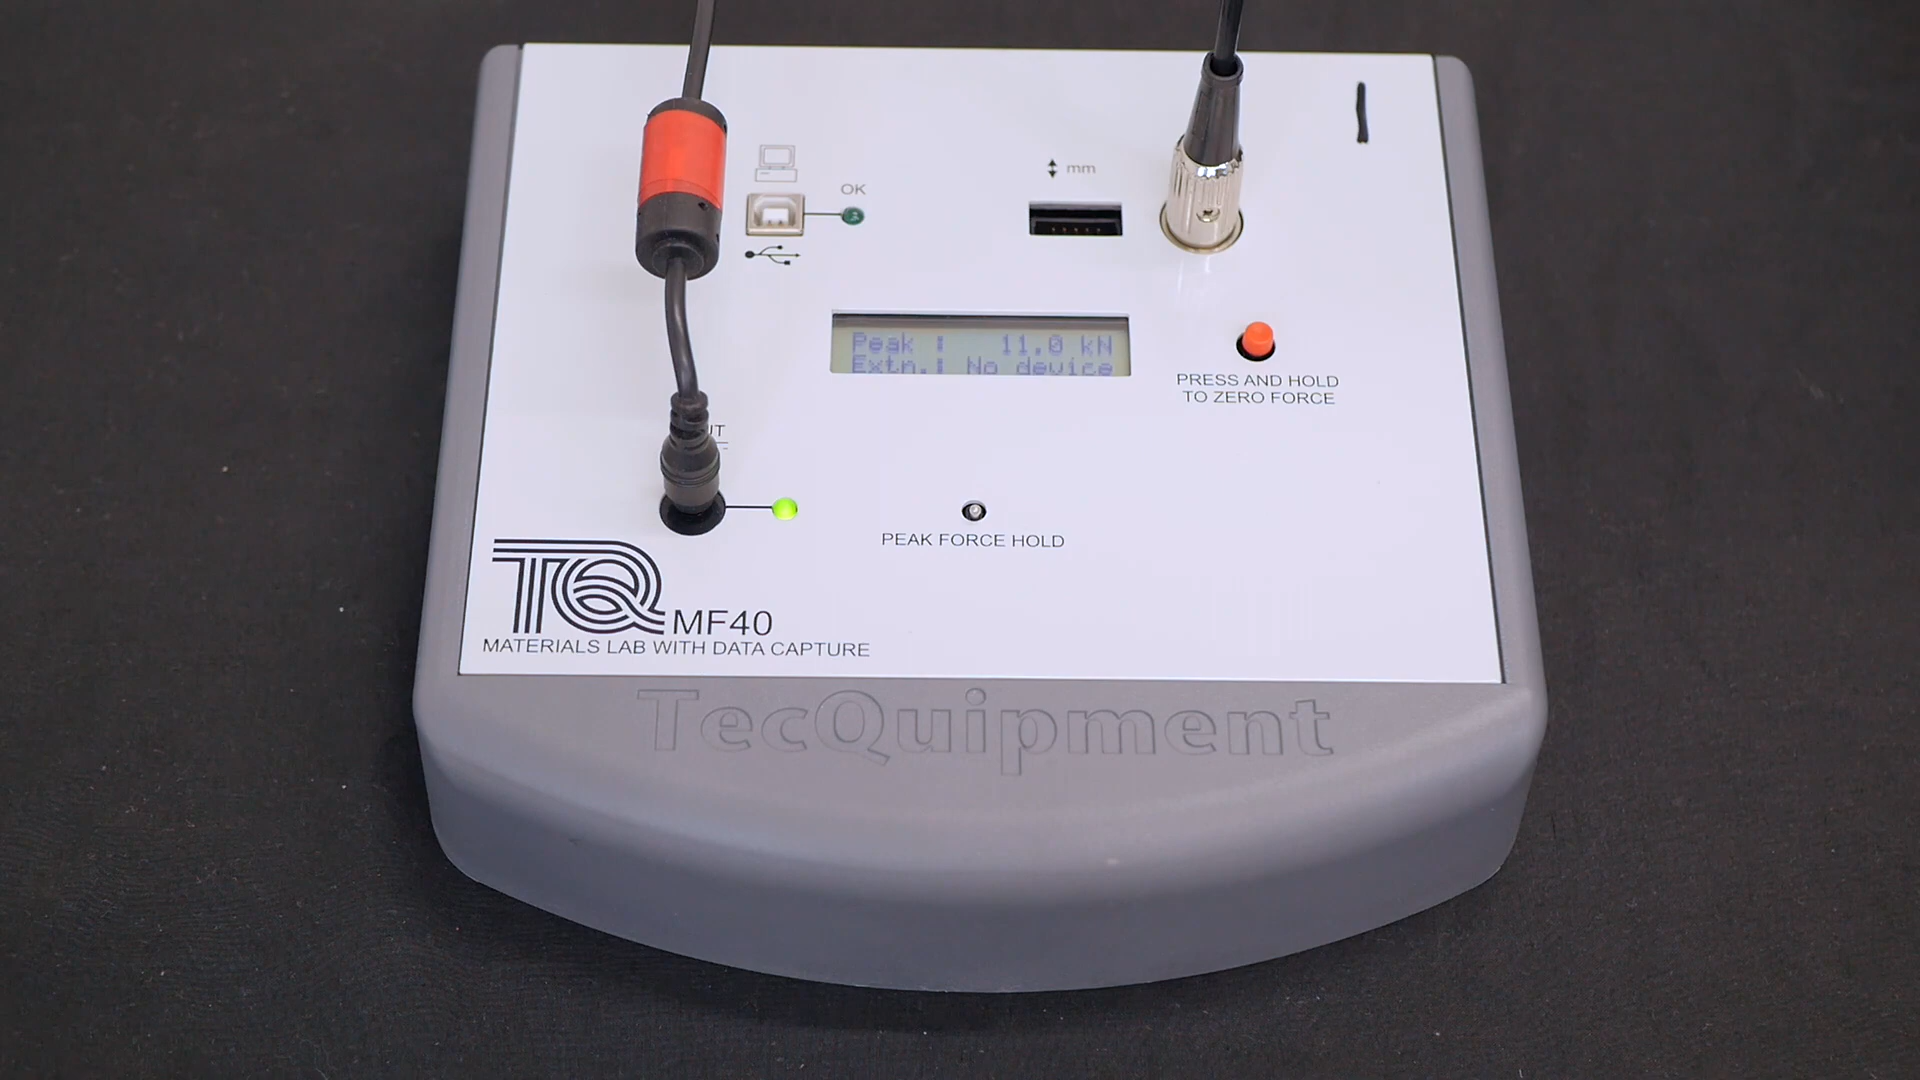 OK
mm
Peak : 11.0 kN
Extn.: No device
PRESS AND HOLD
TO ZERO FORCE
PEAK FORCE HOLD
TQ MF40
MATERIALS LAB WITH DATA CAPTURE
TecQuipment